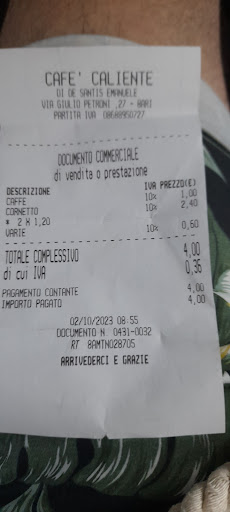 CAFE' CALIENTE
DI DE SANTIS EMANUELE
VIA GIULIO PETRONI ,27 - BARI
PARTITA IVA 08680950727
DOCUMENTO COMMERCIALE
di vendita o prestazione
DESCRIZIONE IVA PREZZO(€)
CAFFE 10% 1,00
CORNETTO 10% 2,40
* 2 X 1,20
VARIE 10% 0,60
TOTALE COMPLESSIVO 4,00
di cui IVA 0,35
PAGAMENTO CONTANTE 4,00
IMPORTO PAGATO 4,00
02/10/2023 08:55
DOCUMENTO N. 0431-0032
RT 8AMTN028705
ARRIVEDERCI E GRAZIE